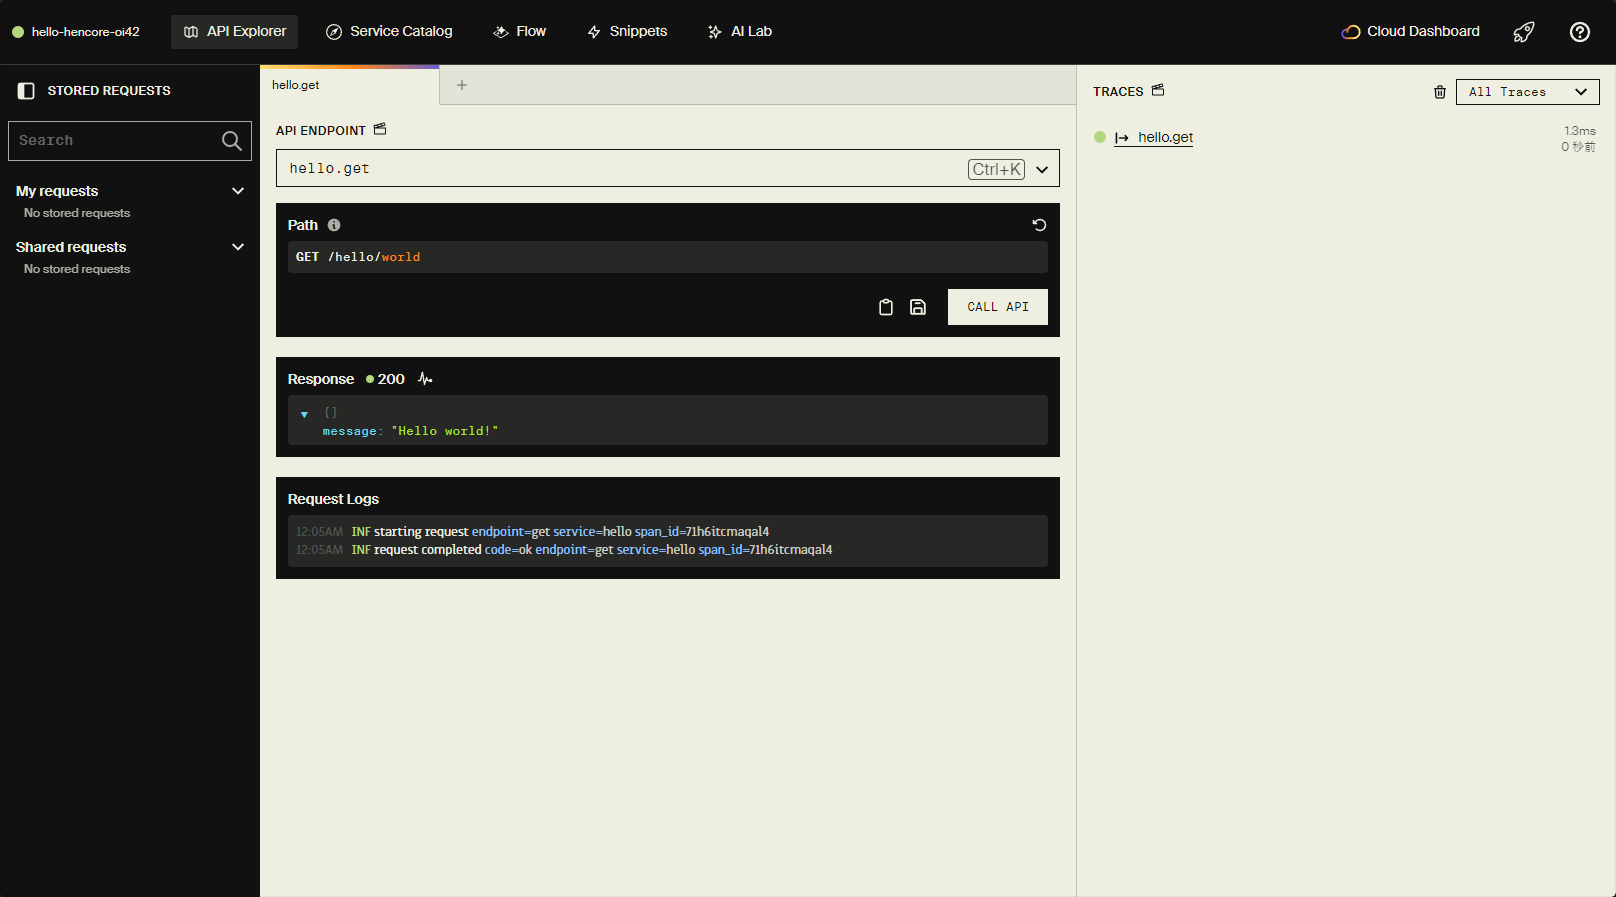 hello-hencore-oi42
API Explorer
Service Catalog
Flow
Snippets
AI Lab
Cloud Dashboard
STORED REQUESTS
Search
My requests
No stored requests
Shared requests
No stored requests
hello.get
API ENDPOINT
hello.get
Ctrl+K
Path
GET /hello/world
CALL API
Response 200
{}
message: "Hello world!"
Request Logs
12:05AM INF starting request endpoint=get service=hello span_id=71h6itcmaqal4
12:05AM INF request completed code=ok endpoint=get service=hello span_id=71h6itcmaqal4
TRACES
All Traces
hello.get
1.3ms
0 秒前